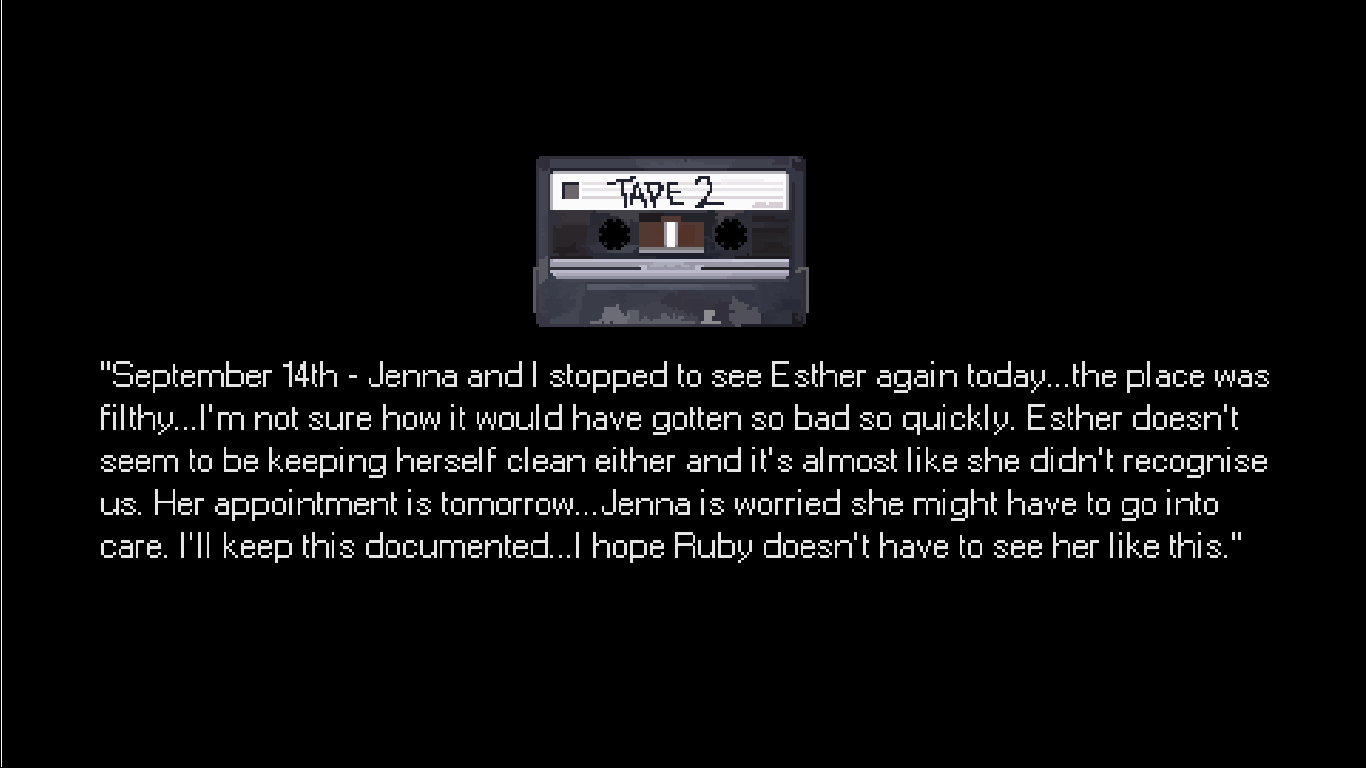 TAPE 2
"September 14th - Jenna and I stopped to see Esther again today...the place was
filthy...I'm not sure how it would have gotten so bad so quickly. Esther doesn't
seem to be keeping herself clean either and it's almost like she didn't recognise
us. Her appointment is tomorrow...Jenna is worried she might have to go into
care. I'll keep this documented...I hope Ruby doesn't have to see her like this."